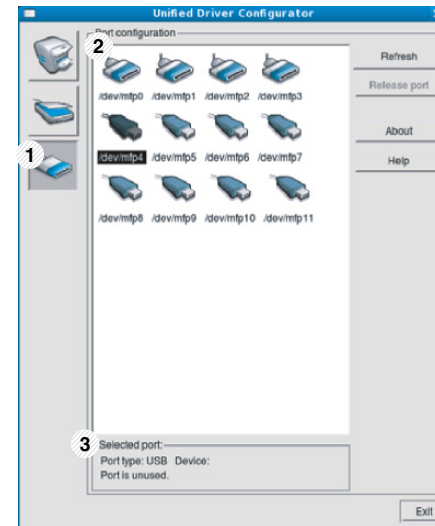 Unified Driver Configurator
Port configuration
2
Refresh
/dev/mfp0 /dev/mfp1 /dev/mfp2 /dev/mfp3
Release port
About
1
/dev/mfp4 /dev/mfp5 /dev/mfp6 /dev/mfp7
Help
/dev/mfp8 /dev/mfp9 /dev/mfp10 /dev/mfp11
3
Selected port:
Port type: USB Device:
Port is unused.
Exit